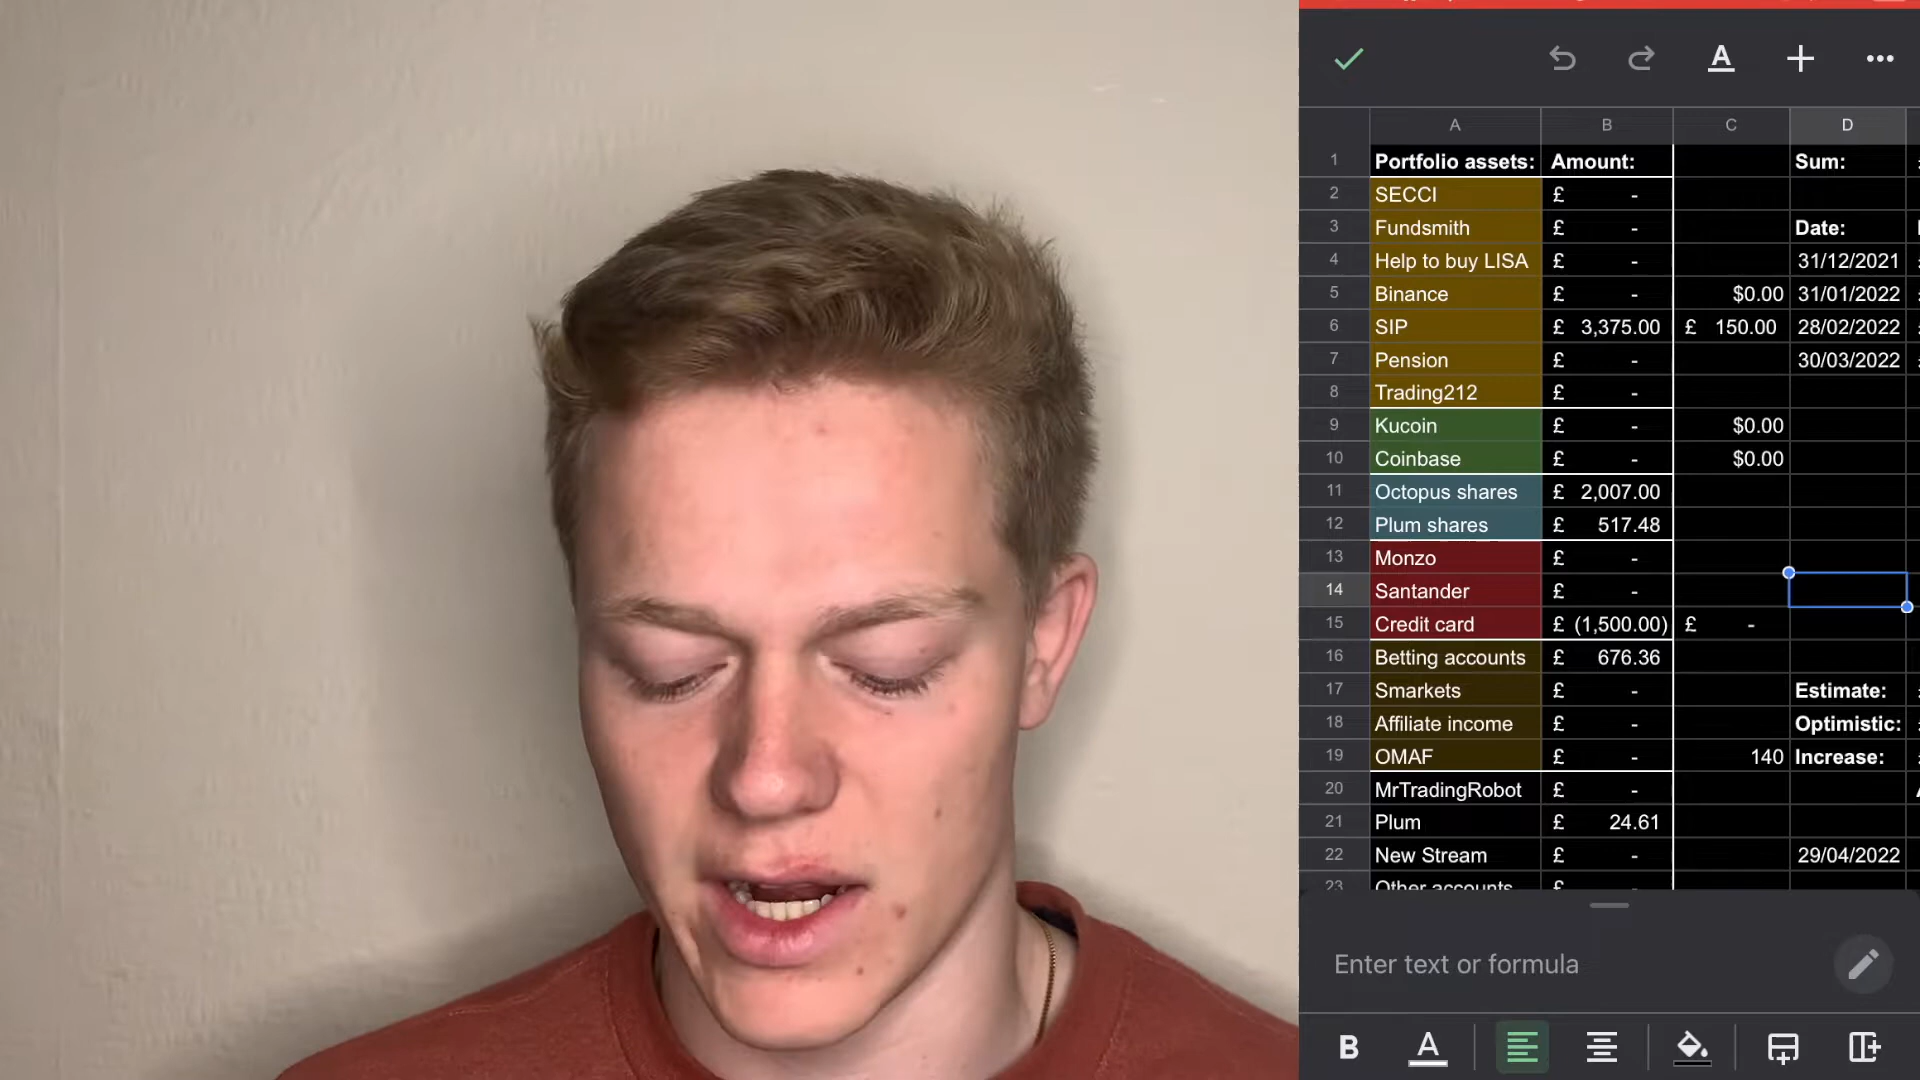 A
A B C D
1 Portfolio assets: Amount: Sum:
2 SECCI £ -
3 Fundsmith £ - Date:
4 Help to buy LISA £ - 31/12/2021
5 Binance £ - $0.00 31/01/2022
6 SIP £ 3,375.00 £ 150.00 28/02/2022
7 Pension £ - 30/03/2022
8 Trading212 £ -
9 Kucoin £ - $0.00
10 Coinbase £ - $0.00
11 Octopus shares £ 2,007.00
12 Plum shares £ 517.48
13 Monzo £ -
14 Santander £ -
15 Credit card £ (1,500.00) £ -
16 Betting accounts £ 676.36
17 Smarkets £ - Estimate:
18 Affiliate income £ - Optimistic:
19 OMAF £ - 140 Increase:
20 MrTradingRobot £ -
21 Plum £ 24.61
22 New Stream £ - 29/04/2022
23 Other accounts £ -
Enter text or formula
B A